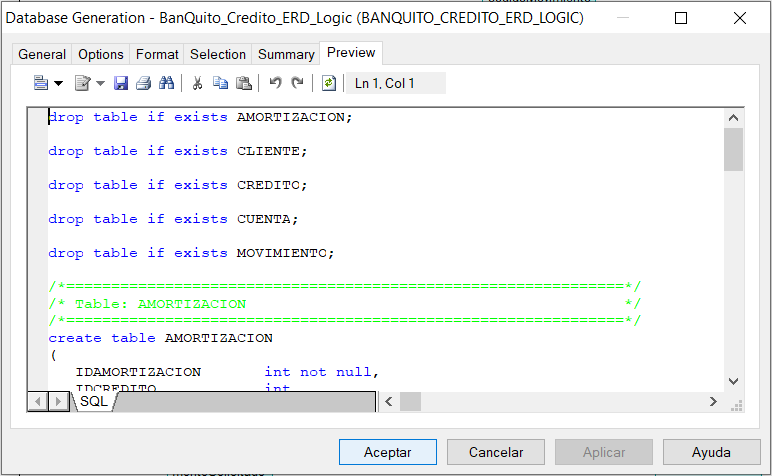 Database Generation - BanQuito_Credito_ERD_Logic (BANQUITO_CREDITO_ERD_LOGIC)
General Options Format Selection Summary Preview
Ln 1, Col 1
drop table if exists AMORTIZACION;
drop table if exists CLIENTE;
drop table if exists CREDITO;
drop table if exists CUENTA;
drop table if exists MOVIMIENTO;
/*==============================================================*/
/* Table: AMORTIZACION                                          */
/*==============================================================*/
create table AMORTIZACION
(
   IDAMORTIZACION       int not null,
   IDCREDITO            int
SQL
Aceptar Cancelar Aplicar Ayuda